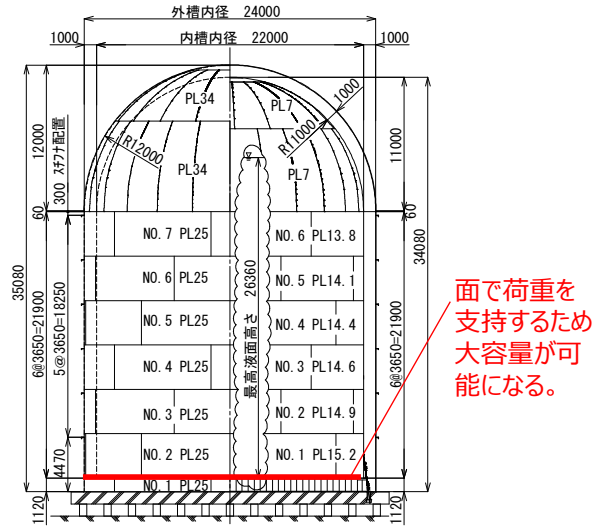 外槽内径 24000
1000
内槽内径 22000
1000
PL34
PL7
1000
12000
R12000
R11000
11000
300 ｽﾁﾌﾅ配置
PL34
PL7
60
60
NO.7 PL25
NO.6 PL13.8
NO.6 PL25
NO.5 PL14.1
35080
34080
6@3650=21900
5@3650=18250
26360
最高液面高さ
6@3650=21900
NO.5 PL25
NO.4 PL14.4
NO.4 PL25
NO.3 PL14.6
NO.3 PL25
NO.2 PL14.9
NO.2 PL25
NO.1 PL15.2
4470
NO.1 PL25
1120
1120
面で荷重を
支持するため
大容量が可
能になる。